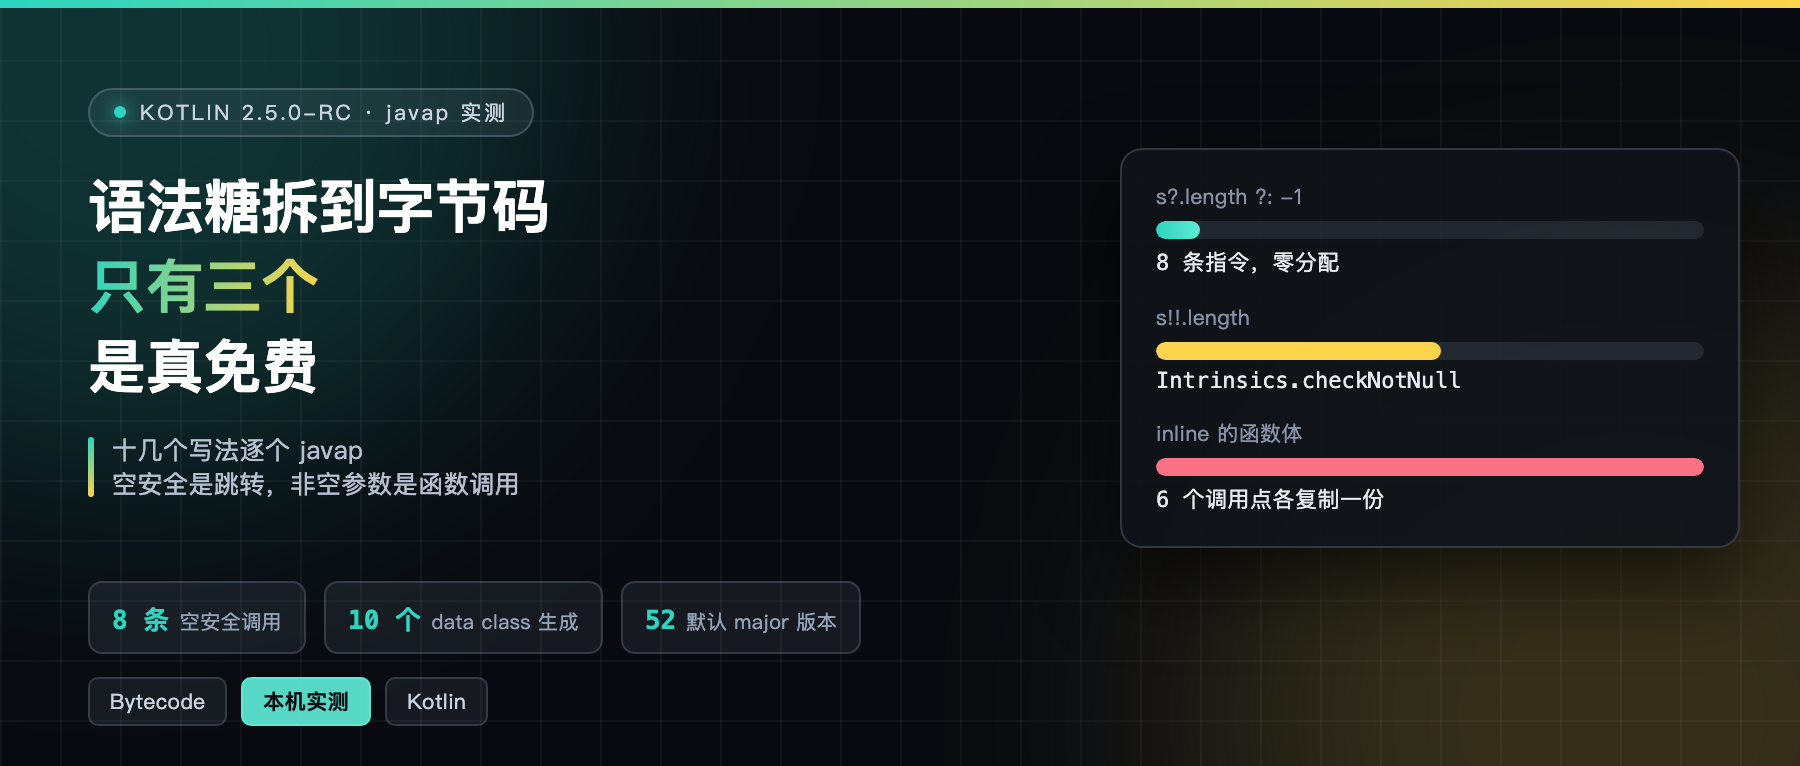 KOTLIN 2.5.0-RC · javap 实测
语法糖拆到字节码
只有三个
是真免费
十几个写法逐个 javap
空安全是跳转，非空参数是函数调用
8 条 空安全调用
10 个 data class 生成
52 默认 major 版本
Bytecode
本机实测
Kotlin
s?.length ?: -1
8 条指令，零分配
s!!.length
Intrinsics.checkNotNull
inline 的函数体
6 个调用点各复制一份